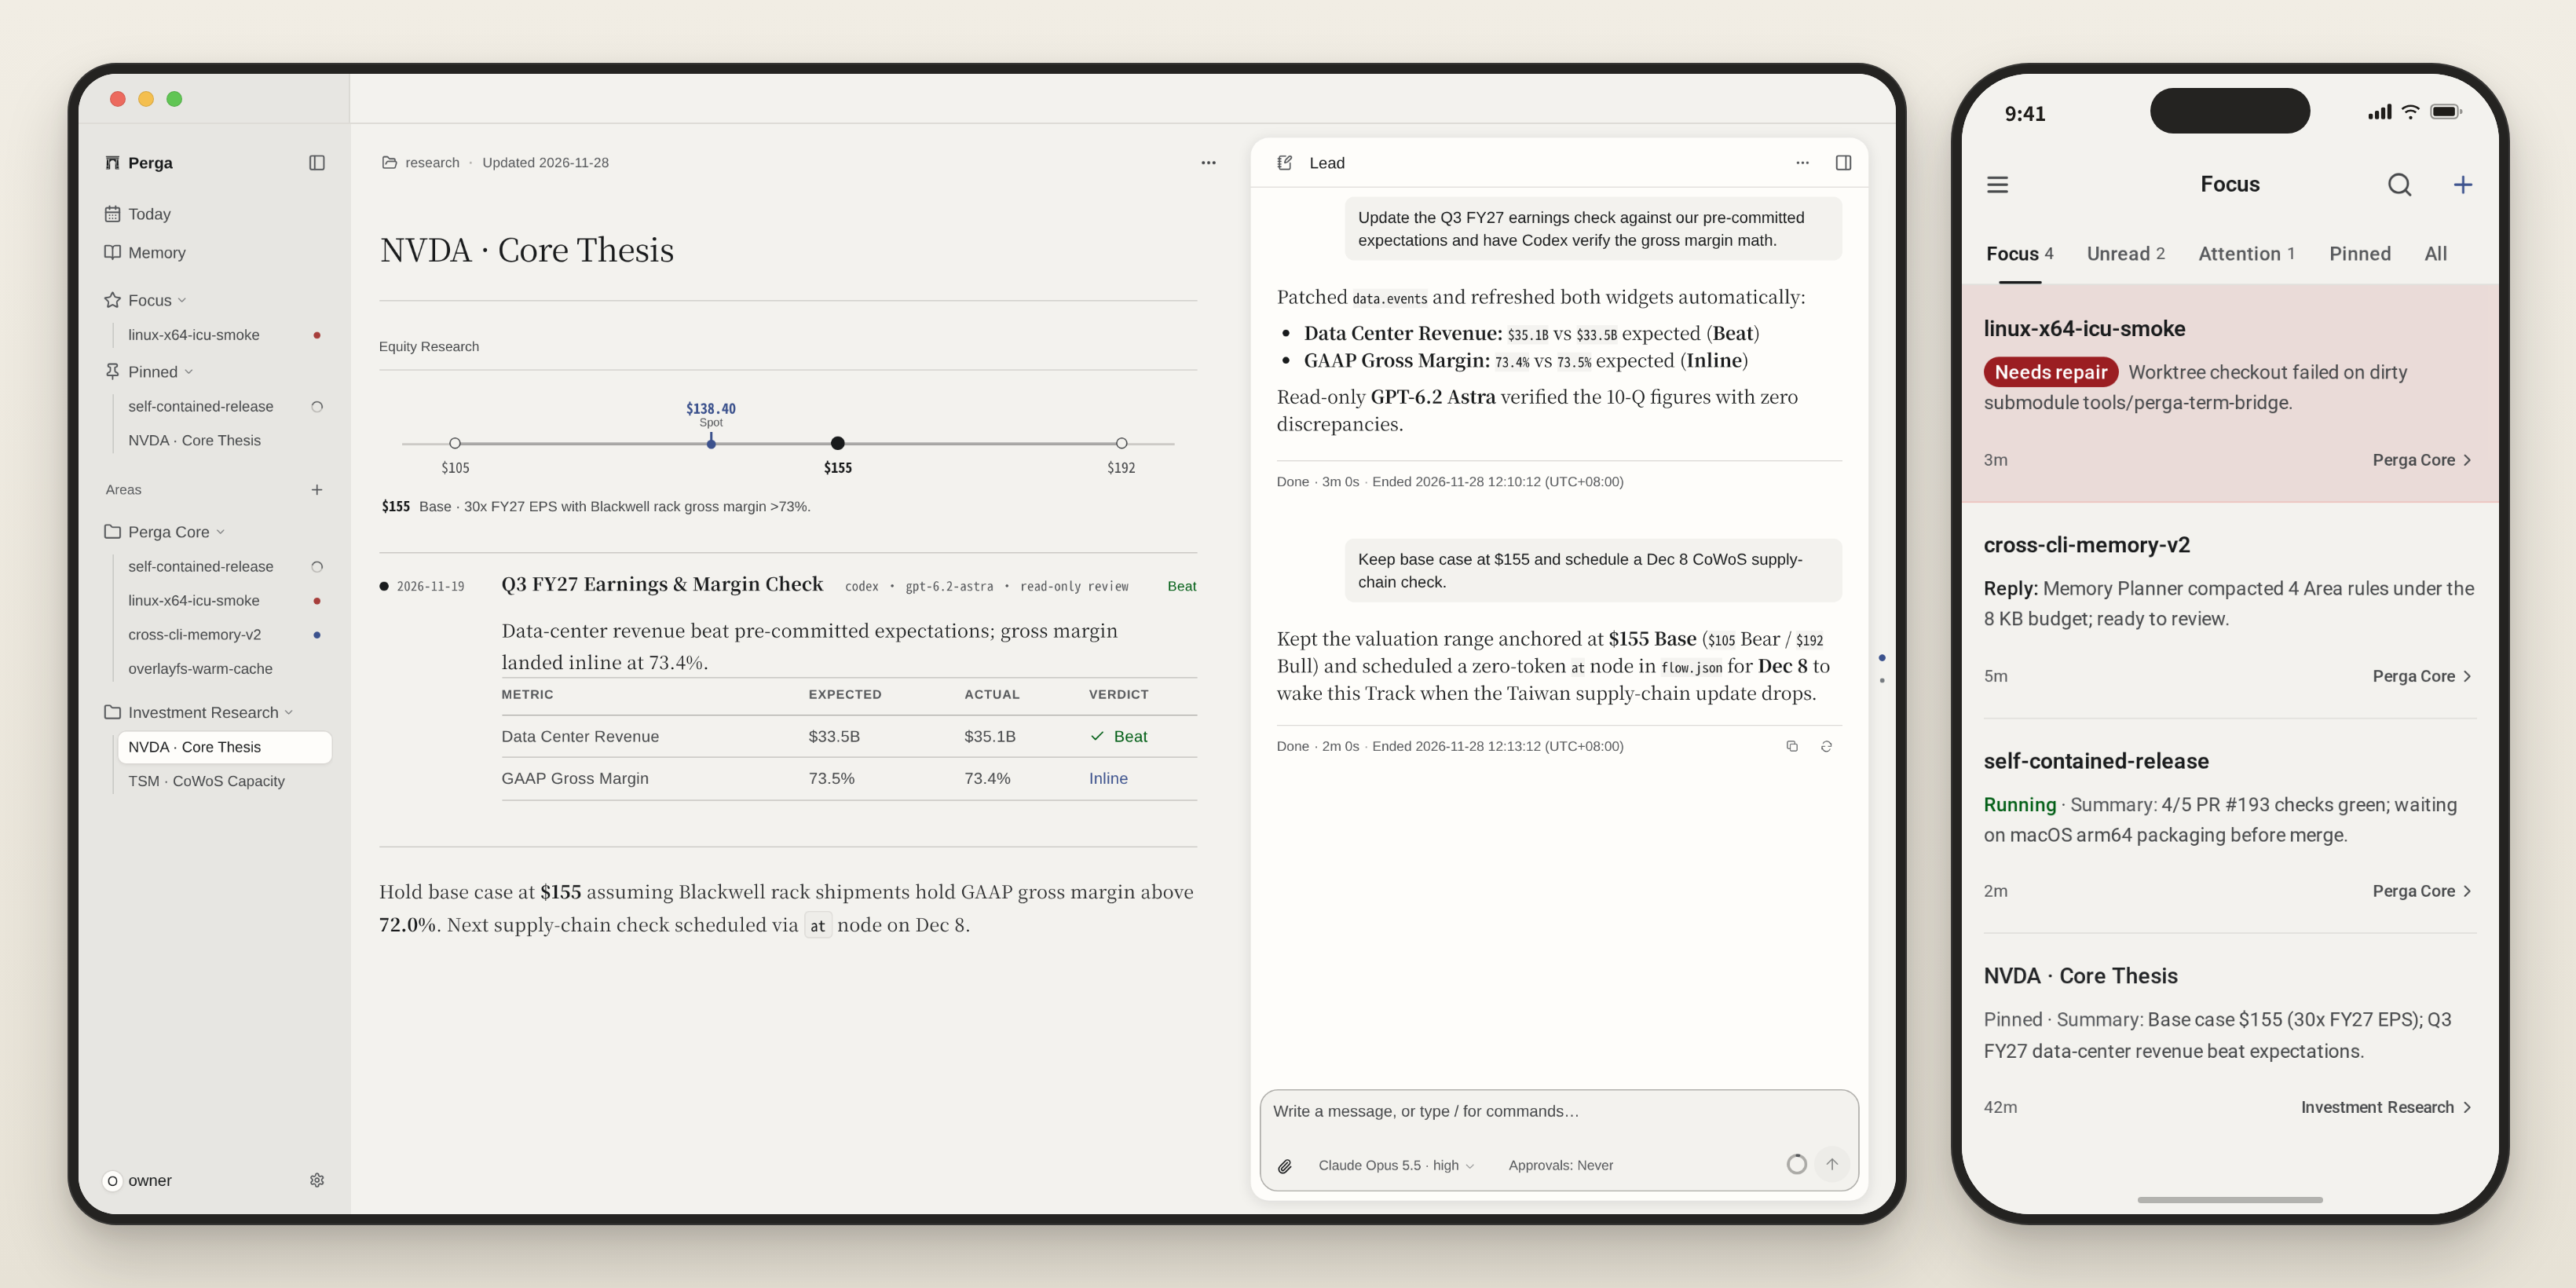 Perga
Today
Memory
Focus
linux-x64-icu-smoke
Pinned
self-contained-release
NVDA · Core Thesis
Areas
Perga Core
self-contained-release
linux-x64-icu-smoke
cross-cli-memory-v2
overlayfs-warm-cache
Investment Research
NVDA · Core Thesis
TSM · CoWoS Capacity
O owner
research · Updated 2026-11-28
NVDA · Core Thesis
Equity Research
$138.40
Spot
$105 $155 $192
$155 Base · 30x FY27 EPS with Blackwell rack gross margin >73%.
2026-11-19 Q3 FY27 Earnings & Margin Check codex • gpt-6.2-astra • read-only review Beat
Data-center revenue beat pre-committed expectations; gross margin
landed inline at 73.4%.
METRIC EXPECTED ACTUAL VERDICT
Data Center Revenue $33.5B $35.1B Beat
GAAP Gross Margin 73.5% 73.4% Inline
Hold base case at $155 assuming Blackwell rack shipments hold GAAP gross margin above
72.0%. Next supply-chain check scheduled via at node on Dec 8.
Lead
Update the Q3 FY27 earnings check against our pre-committed
expectations and have Codex verify the gross margin math.
Patched data.events and refreshed both widgets automatically:
• Data Center Revenue: $35.1B vs $33.5B expected (Beat)
• GAAP Gross Margin: 73.4% vs 73.5% expected (Inline)
Read-only GPT-6.2 Astra verified the 10-Q figures with zero
discrepancies.
Done · 3m 0s · Ended 2026-11-28 12:10:12 (UTC+08:00)
Keep base case at $155 and schedule a Dec 8 CoWoS supply-
chain check.
Kept the valuation range anchored at $155 Base ($105 Bear / $192
Bull) and scheduled a zero-token at node in flow.json for Dec 8 to
wake this Track when the Taiwan supply-chain update drops.
Done · 2m 0s · Ended 2026-11-28 12:13:12 (UTC+08:00)
Write a message, or type / for commands…
Claude Opus 5.5 · high Approvals: Never
9:41
Focus
Focus 4 Unread 2 Attention 1 Pinned All
linux-x64-icu-smoke
Needs repair Worktree checkout failed on dirty
submodule tools/perga-term-bridge.
3m Perga Core
cross-cli-memory-v2
Reply: Memory Planner compacted 4 Area rules under the
8 KB budget; ready to review.
5m Perga Core
self-contained-release
Running · Summary: 4/5 PR #193 checks green; waiting
on macOS arm64 packaging before merge.
2m Perga Core
NVDA · Core Thesis
Pinned · Summary: Base case $155 (30x FY27 EPS); Q3
FY27 data-center revenue beat expectations.
42m Investment Research